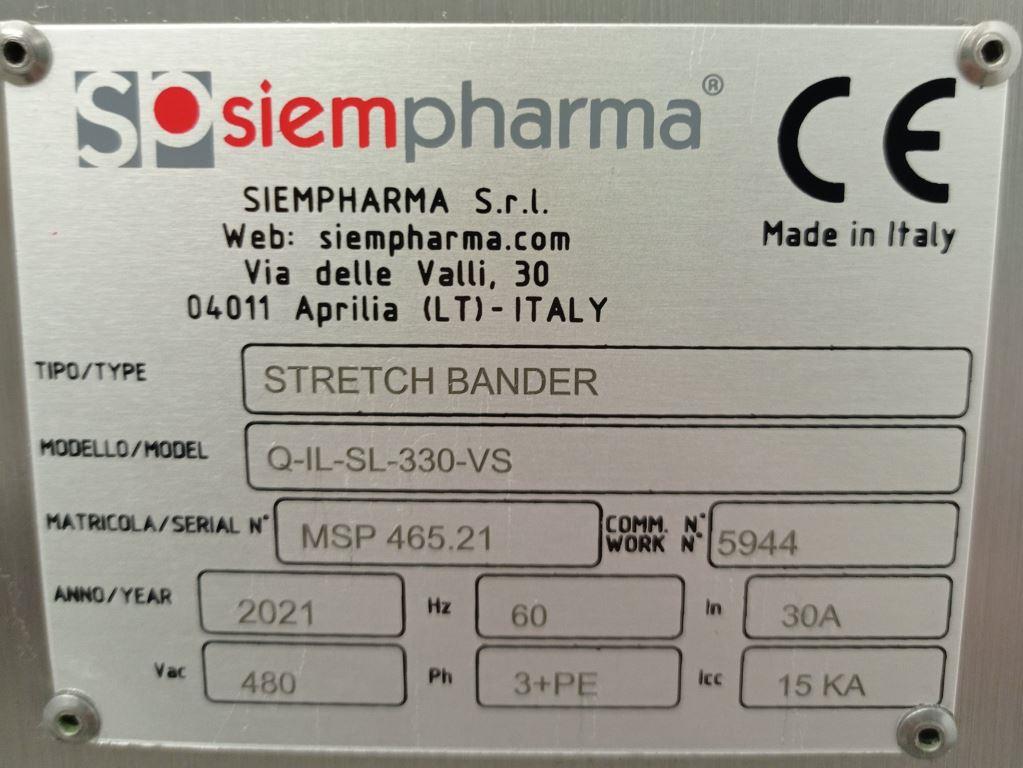 SP siempharma®
CE
SIEMPHARMA S.r.l.
Web: siempharma.com
Made in Italy
Via delle Valli, 30
04011 Aprilia (LT)-ITALY
TIPO/TYPE STRETCH BANDER
MODELLO/MODEL Q-IL-SL-330-VS
MATRICOLA/SERIAL N° MSP 465.21 COMM. N.° WORK N° 5944
ANNO/YEAR 2021 Hz 60 In 30A
Vac 480 Ph 3+PE Icc 15 KA